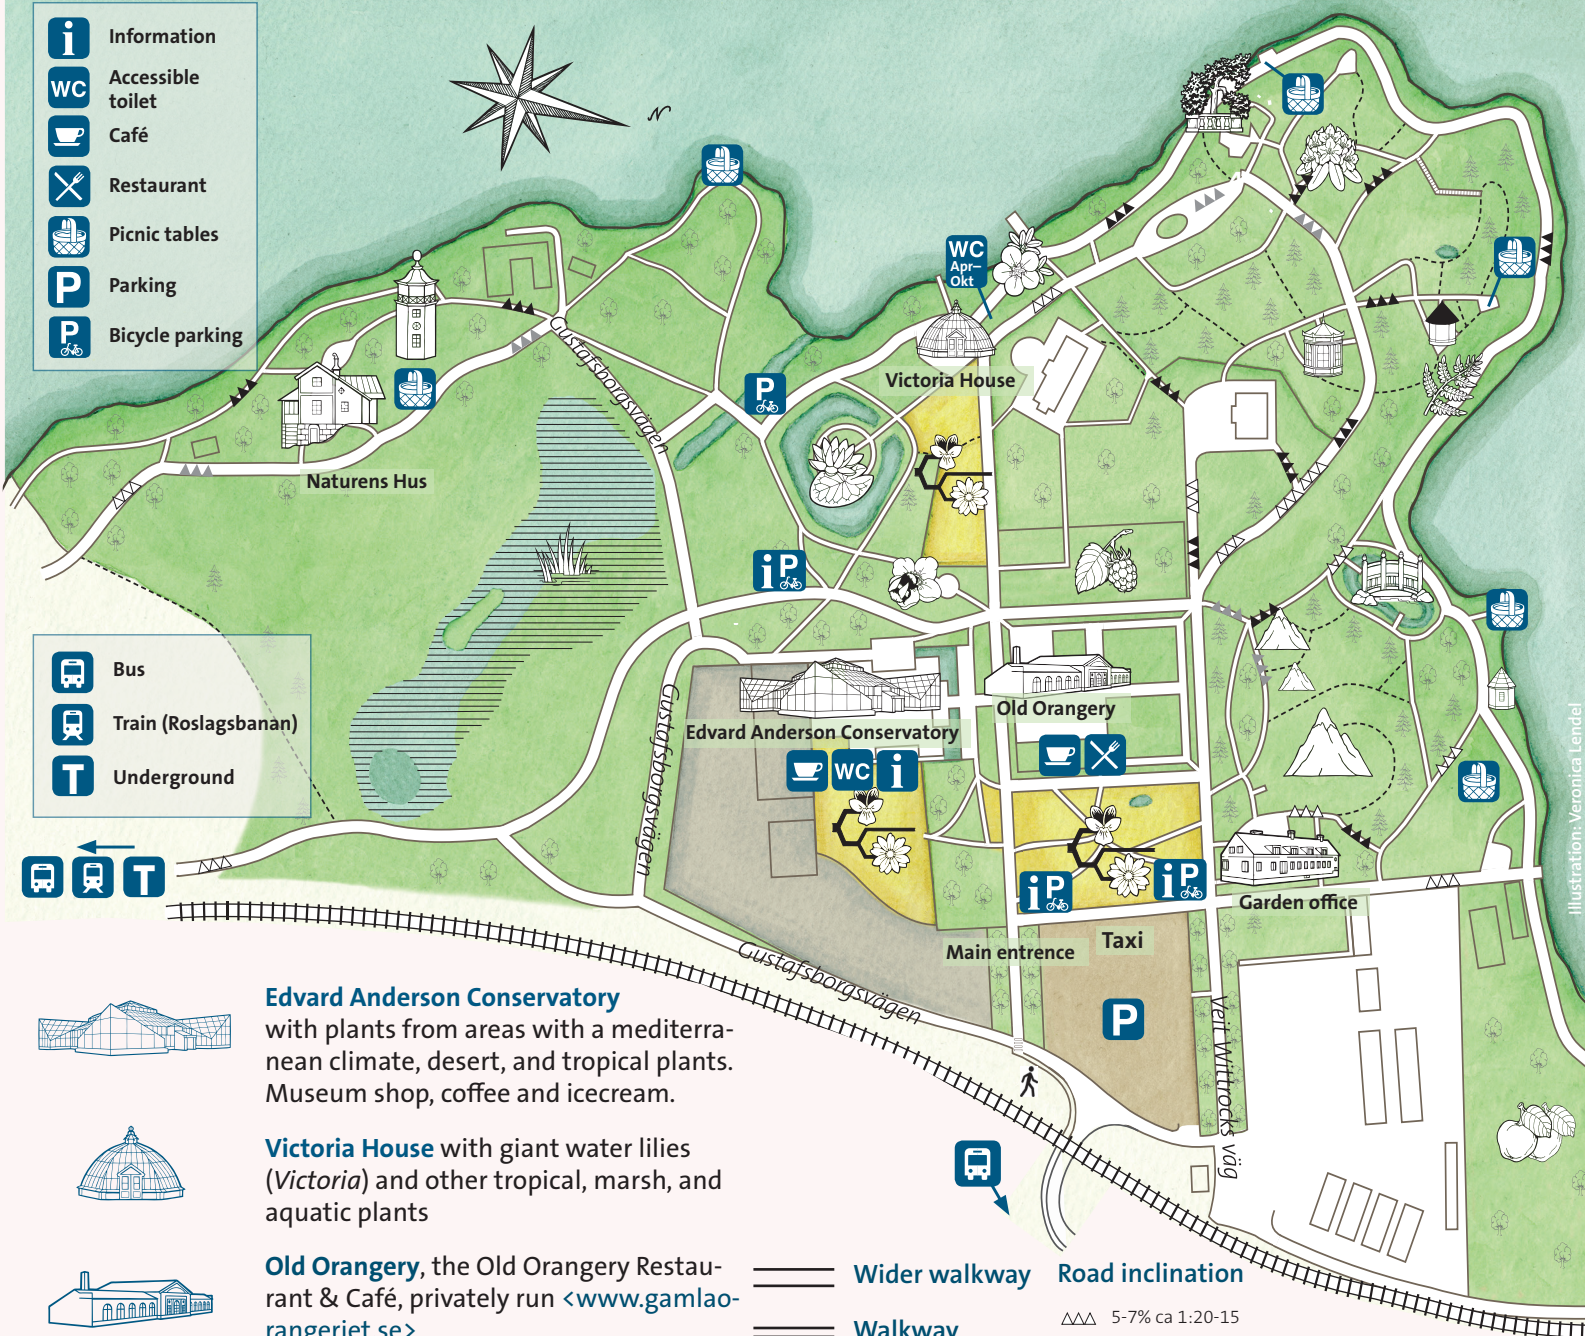 Information
WC
Accessible
toilet
Café
Restaurant
Picnic tables
P
Parking
P
Bicycle parking
N
WC
Apr–
Okt
Victoria House
P
Gustafsborgsvägen
Naturens Hus
i P
Bus
Train (Roslagsbanan)
T
Underground
T
Gustafsborgsvägen
Edvard Anderson Conservatory
WC i
Old Orangery
i P
i P
Garden office
Main entrence
Taxi
P
Gustafsborgsvägen
Veit Wittrocks väg
Illustration: Veronica Lendel
Edvard Anderson Conservatory
with plants from areas with a mediterra-
nean climate, desert, and tropical plants.
Museum shop, coffee and icecream.
Victoria House with giant water lilies
(Victoria) and other tropical, marsh, and
aquatic plants
Old Orangery, the Old Orangery Restau-
rant & Café, privately run <www.gamlao-
rangeriet.se>
Wider walkway
Walkway
Road inclination
5-7% ca 1:20-15